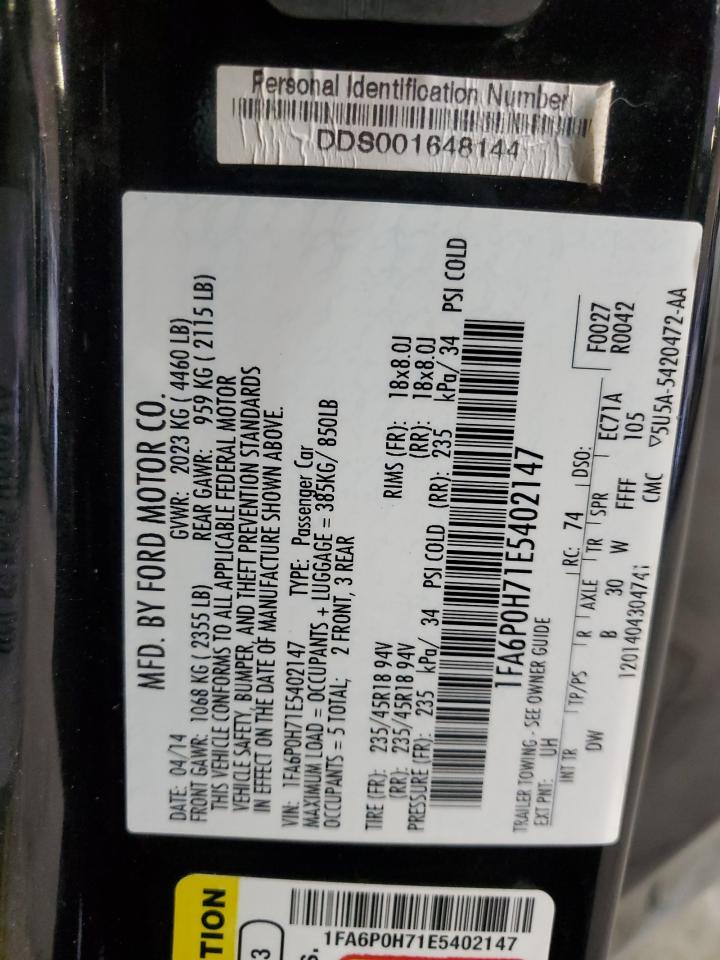 Personal Identification Number
DDS001648144
MFD. BY FORD MOTOR CO.
DATE: 04/14 GVWR: 2023 KG ( 4460 LB)
FRONT GAWR: 1068 KG ( 2355 LB) REAR GAWR: 959 KG ( 2115 LB)
THIS VEHICLE CONFORMS TO ALL APPLICABLE FEDERAL MOTOR
VEHICLE SAFETY, BUMPER, AND THEFT PREVENTION STANDARDS
IN EFFECT ON THE DATE OF MANUFACTURE SHOWN ABOVE.
VIN: 1FA6P0H71E5402147 TYPE: Passenger Car
MAXIMUM LOAD = OCCUPANTS + LUGGAGE = 385KG/ 850LB
OCCUPANTS = 5 TOTAL; 2 FRONT, 3 REAR
TIRE (FR): 235/45R18 94V RIMS (FR): 18x8.0J
(RR): 235/45R18 94V (RR): 18x8.0J
PRESSURE (FR): 235 kPa/ 34 PSI COLD (RR): 235 kPa/ 34 PSI COLD
1FA6P0H71E5402147
TRAILER TOWING - SEE OWNER GUIDE
EXT PNT: UH RC: 74 DSO: F0027
R0042
INT TR TP/PS R AXLE TR SPR EC71A
DW B 30 W FFFF 105
120140430474i CMC ▽5U5A-5420472-AA
TION
3
S.
1FA6P0H71E5402147